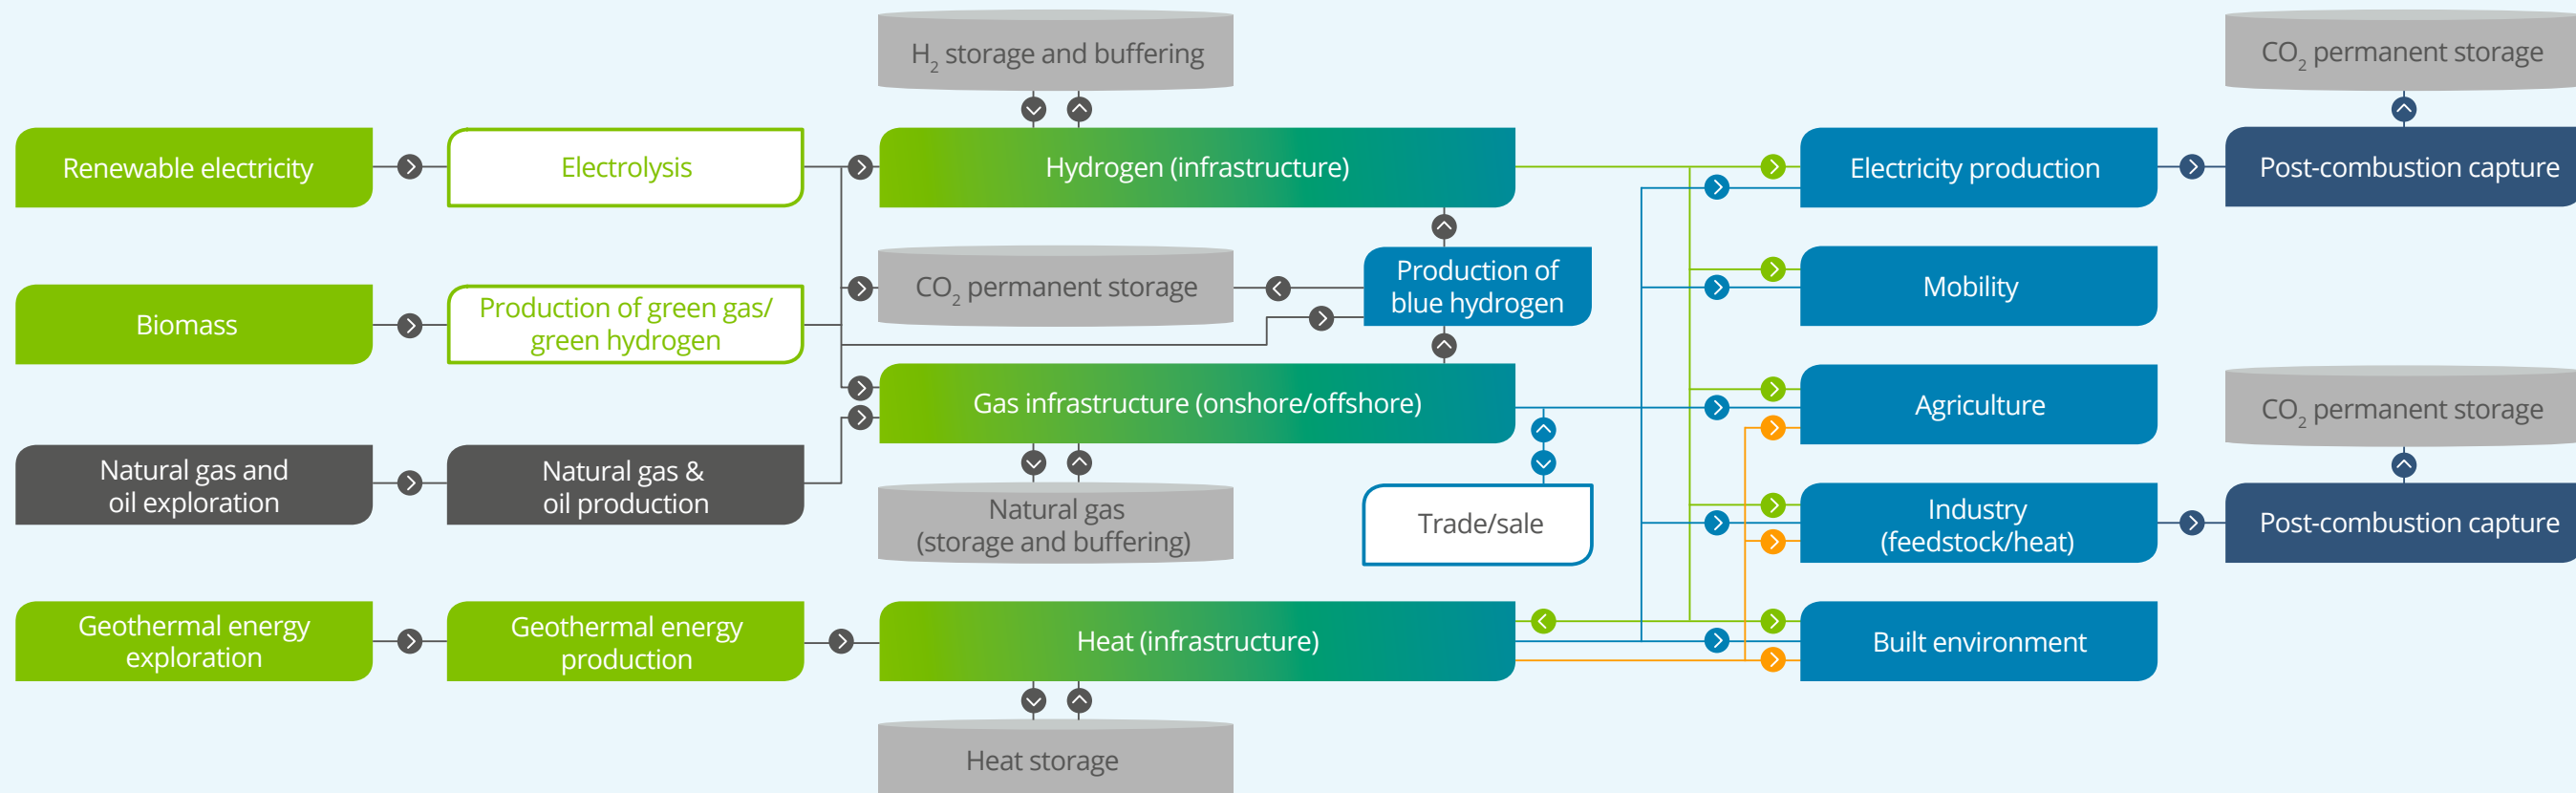 H₂ storage and buffering
CO₂ permanent storage
Renewable electricity
Electrolysis
Hydrogen (infrastructure)
Electricity production
Post-combustion capture
Biomass
Production of green gas/
green hydrogen
CO₂ permanent storage
Production of
blue hydrogen
Mobility
Natural gas and
oil exploration
Natural gas &
oil production
Gas infrastructure (onshore/offshore)
Agriculture
CO₂ permanent storage
Natural gas
(storage and buffering)
Trade/sale
Industry
(feedstock/heat)
Post-combustion capture
Geothermal energy
exploration
Geothermal energy
production
Heat (infrastructure)
Built environment
Heat storage